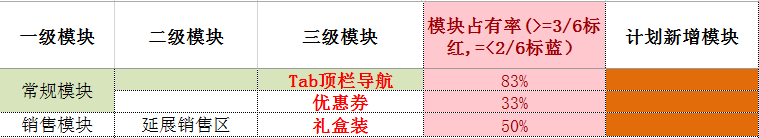 一级模块 二级模块 三级模块 模块占有率(>=3/6标红,=<2/6标蓝） 计划新增模块
常规模块 Tab顶栏导航 83%
优惠券 33%
销售模块 延展销售区 礼盒装 50%